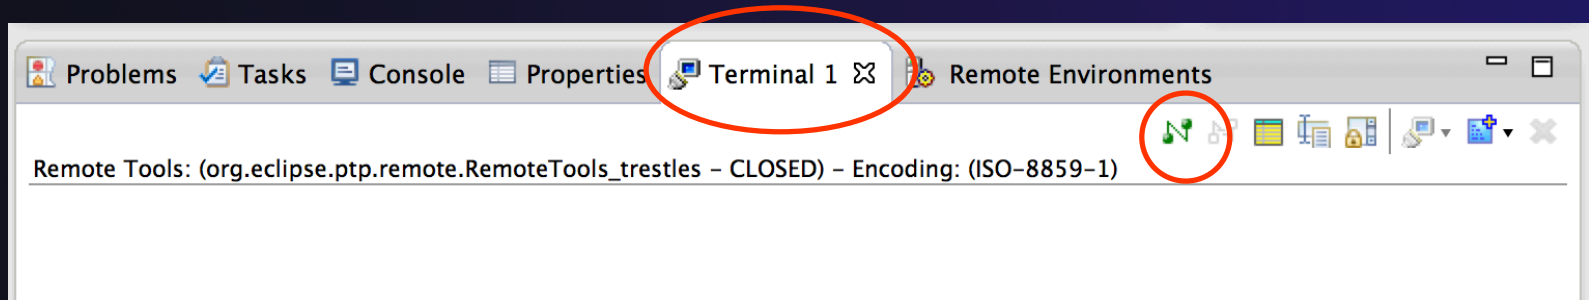 Problems Tasks Console Properties Terminal 1 Remote Environments
Remote Tools: (org.eclipse.ptp.remote.RemoteTools_trestles – CLOSED) – Encoding: (ISO–8859–1)